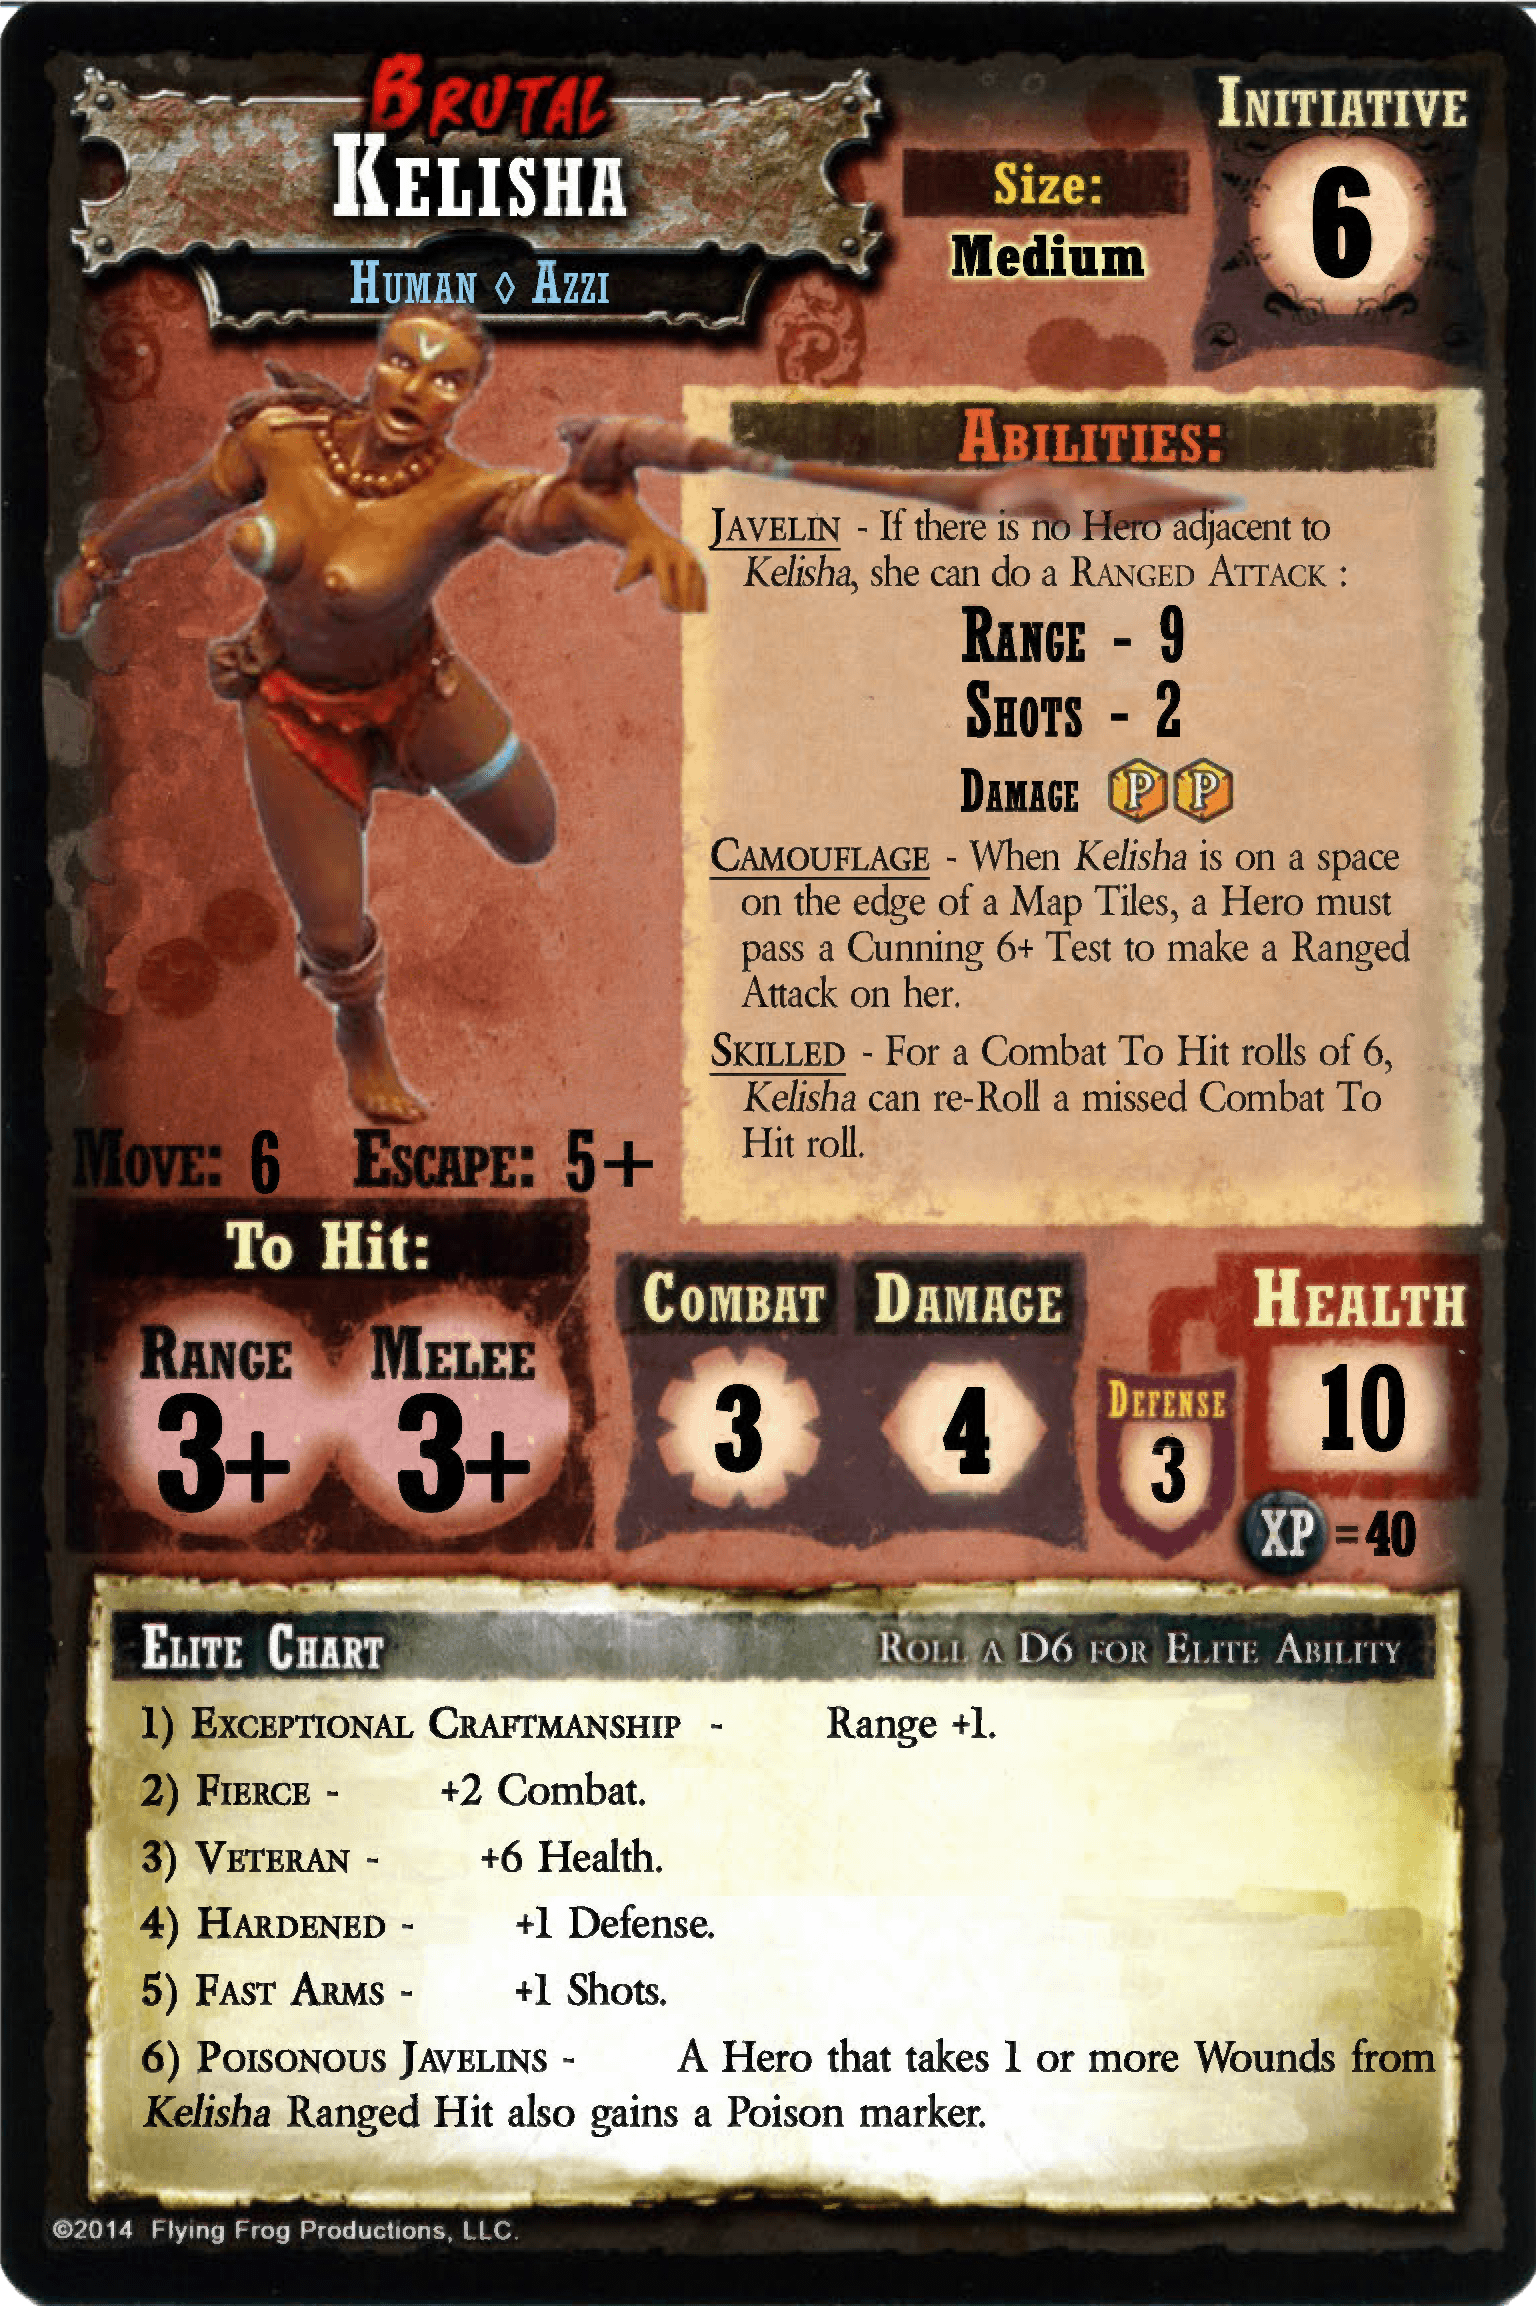 BRUTAL
KELISHA
HUMAN ◊ AZZI
Size:
Medium
INITIATIVE
6
ABILITIES:
JAVELIN - If there is no Hero adjacent to
Kelisha, she can do a RANGED ATTACK :
RANGE - 9
SHOTS - 2
DAMAGE P P
CAMOUFLAGE - When Kelisha is on a space
on the edge of a Map Tiles, a Hero must
pass a Cunning 6+ Test to make a Ranged
Attack on her.
SKILLED - For a Combat To Hit rolls of 6,
Kelisha can re-Roll a missed Combat To
Hit roll.
MOVE: 6 ESCAPE: 5+
To Hit:
RANGE MELEE
3+ 3+
COMBAT DAMAGE
3 4
DEFENSE
3
HEALTH
10
XP =40
ELITE CHART ROLL A D6 FOR ELITE ABILITY
1) EXCEPTIONAL CRAFTMANSHIP - Range +1.
2) FIERCE - +2 Combat.
3) VETERAN - +6 Health.
4) HARDENED - +1 Defense.
5) FAST ARMS - +1 Shots.
6) POISONOUS JAVELINS - A Hero that takes 1 or more Wounds from
Kelisha Ranged Hit also gains a Poison marker.
©2014 Flying Frog Productions, LLC.